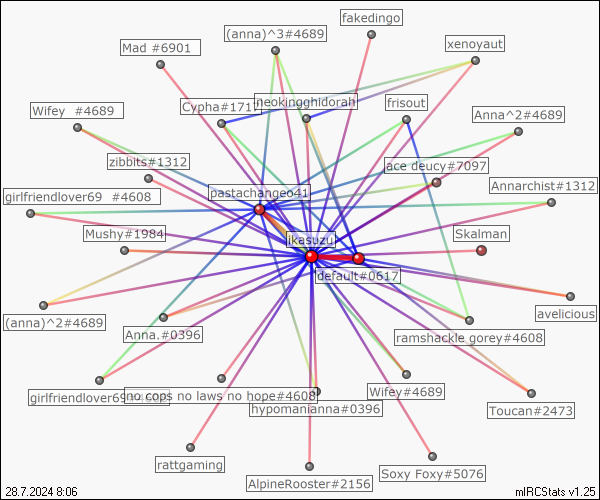 fakedingo
(anna)^3#4689
xenoyaut
Mad #6901
neokingghidorah
frisout
Cypha#1717
Wifey #4689
Anna^2#4689
zibbits#1312
ace deucy#7097
pastachangeo41
Annarchist#1312
girlfriendlover69 #4608
Mushy#1984
ikasuzu
Skalman
default#0617
avelicious
(anna)^2#4689
Anna.#0396
ramshackle gorey#4608
Wifey#4689
girlfriendlover69
no cops no laws no hope#4608
hypomanianna#0396
Toucan#2473
rattgaming
Soxy Foxy#5076
AlpineRooster#2156
28.7.2024 8:06
mIRCStats v1.25